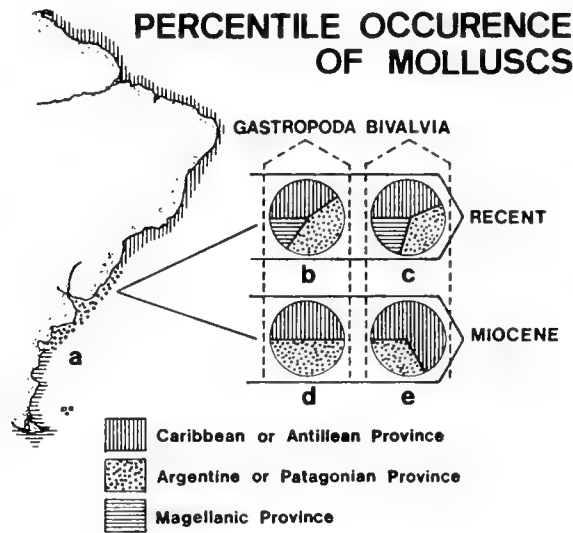 PERCENTILE OCCURENCE
OF MOLLUSCS
GASTROPODA BIVALVIA
RECENT
b c
MIOCENE
a
d e
Caribbean or Antillean Province
Argentine or Patagonian Province
Magellanic Province